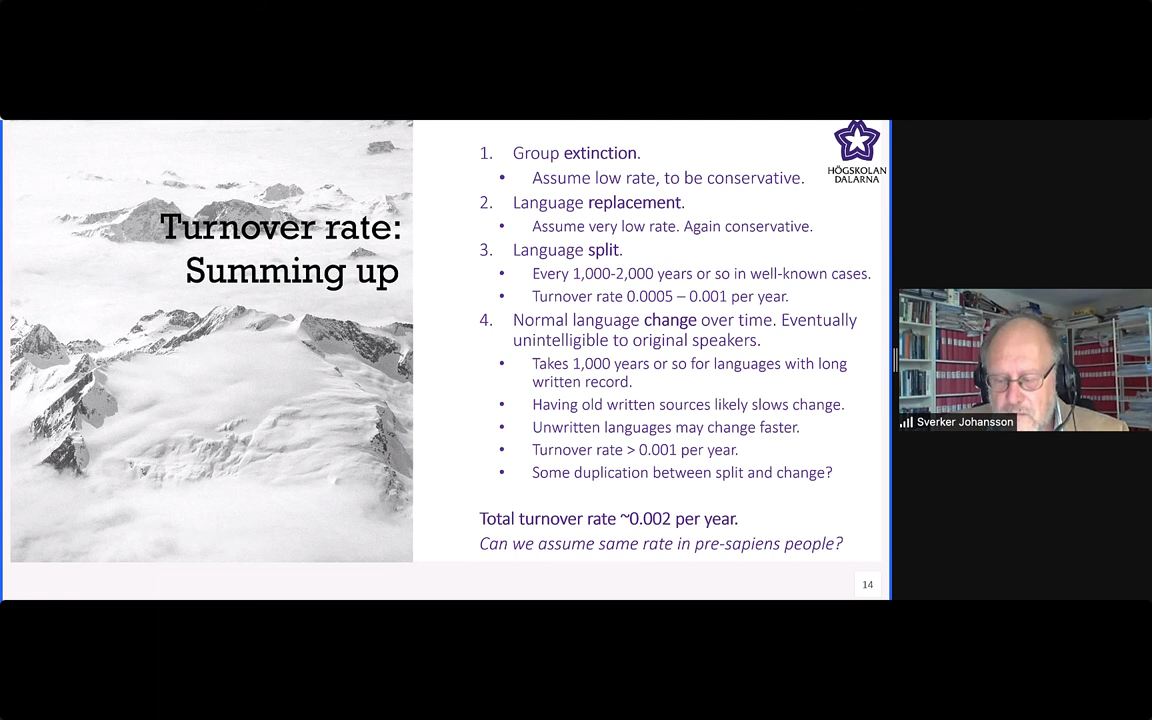 Turnover rate:
Summing up
1. Group extinction.
• Assume low rate, to be conservative.
2. Language replacement.
• Assume very low rate. Again conservative.
3. Language split.
• Every 1,000-2,000 years or so in well-known cases.
• Turnover rate 0.0005 – 0.001 per year.
4. Normal language change over time. Eventually
unintelligible to original speakers.
• Takes 1,000 years or so for languages with long
written record.
• Having old written sources likely slows change.
• Unwritten languages may change faster.
• Turnover rate > 0.001 per year.
• Some duplication between split and change?
Total turnover rate ~0.002 per year.
Can we assume same rate in pre-sapiens people?
HÖGSKOLAN
DALARNA
14
Sverker Johansson